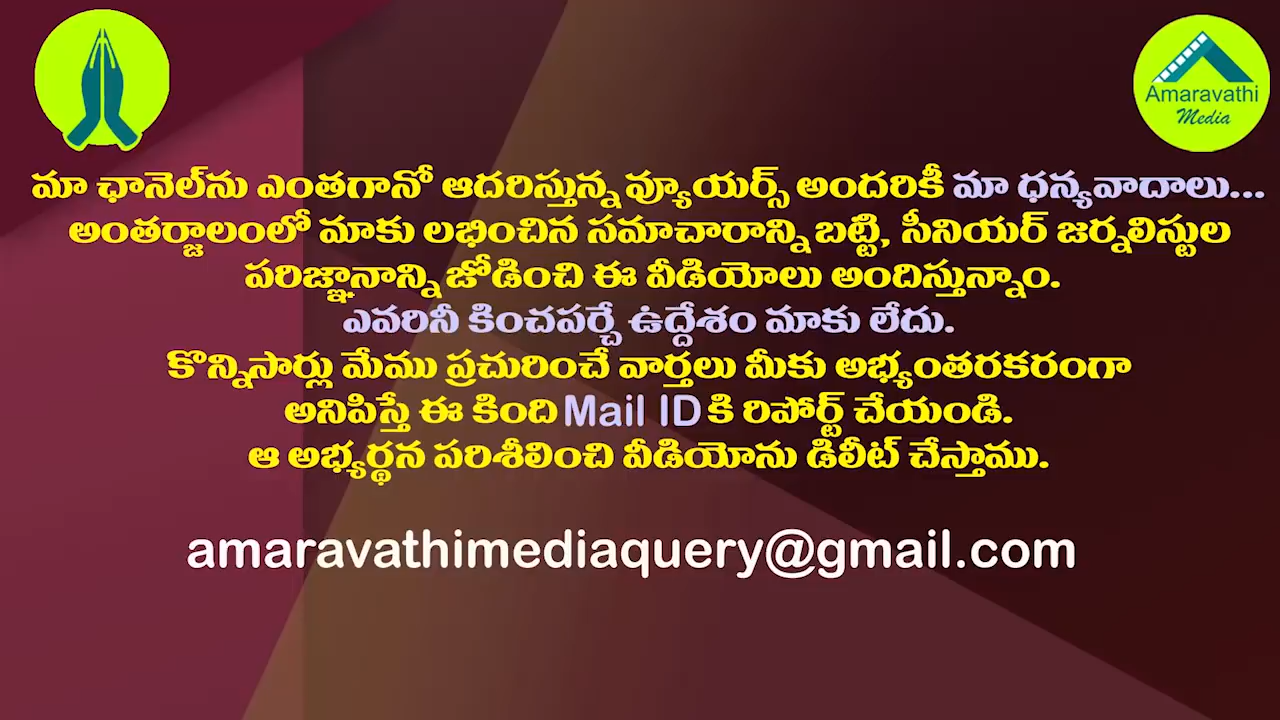 Amaravathi
Media
మా ఛానెల్‌ను ఎంతగానో ఆదరిస్తున్న వ్యూయర్స్ అందరికీ మా ధన్యవాదాలు...
అంతర్జాలంలో మాకు లభించిన సమాచారాన్ని బట్టి, సీనియర్ జర్నలిస్టుల
పరిజ్ఞానాన్ని జోడించి ఈ వీడియోలు అందిస్తున్నాం.
ఎవరినీ కించపర్చే ఉద్దేశం మాకు లేదు.
కొన్నిసార్లు మేము ప్రచురించే వార్తలు మీకు అభ్యంతరకరంగా
అనిపిస్తే ఈ కింది Mail ID కి రిపోర్ట్ చేయండి.
ఆ అభ్యర్థన పరిశీలించి వీడియోను డిలీట్ చేస్తాము.
amaravathimediaquery@gmail.com